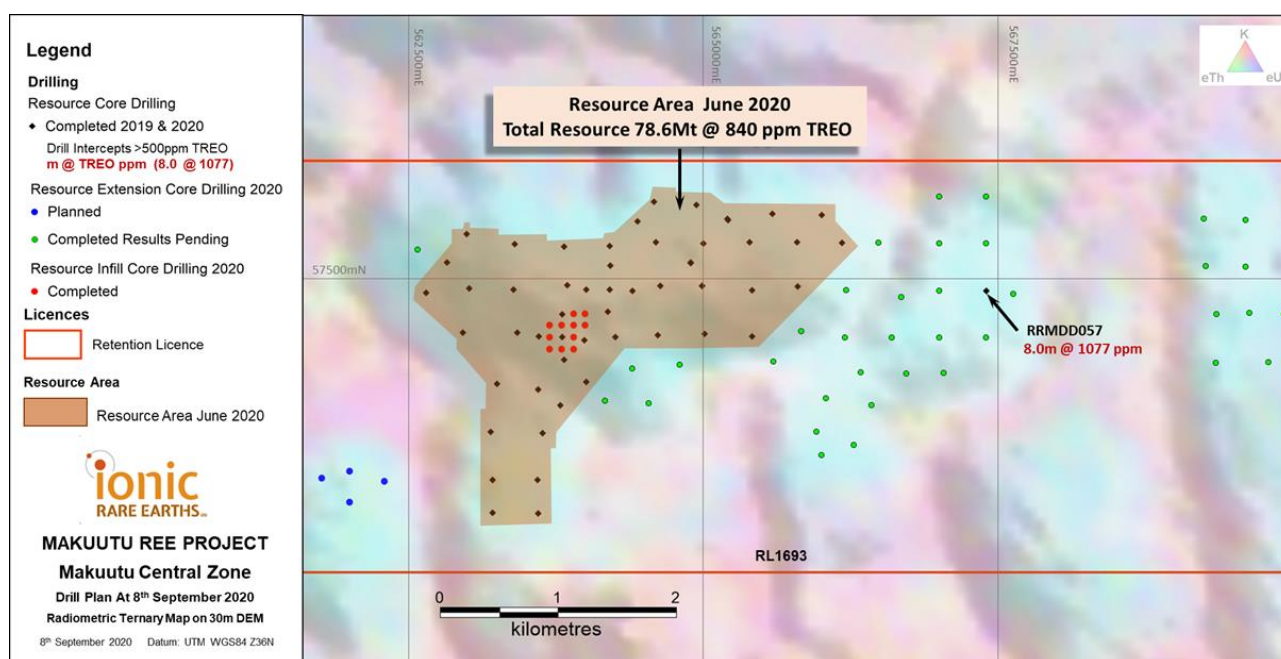 Legend
Drilling
Resource Core Drilling
Completed 2019 & 2020
Drill Intercepts >500ppm TREO
m @ TREO ppm (8.0 @ 1077)
Resource Extension Core Drilling 2020
Planned
Completed Results Pending
Resource Infill Core Drilling 2020
Completed
Licences
Retention Licence
Resource Area
Resource Area June 2020
ionic
RARE EARTHS
MAKUUTU REE PROJECT
Makuutu Central Zone
Drill Plan At 8th September 2020
Radiometric Ternary Map on 30m DEM
8th September 2020 Datum: UTM WGS84 Z36N
562500mE
565000mE
567500mE
K
eTh
eU
Resource Area June 2020
Total Resource 78.6Mt @ 840 ppm TREO
57500mN
RRMDD057
8.0m @ 1077 ppm
RL1693
0 1 2
kilometres